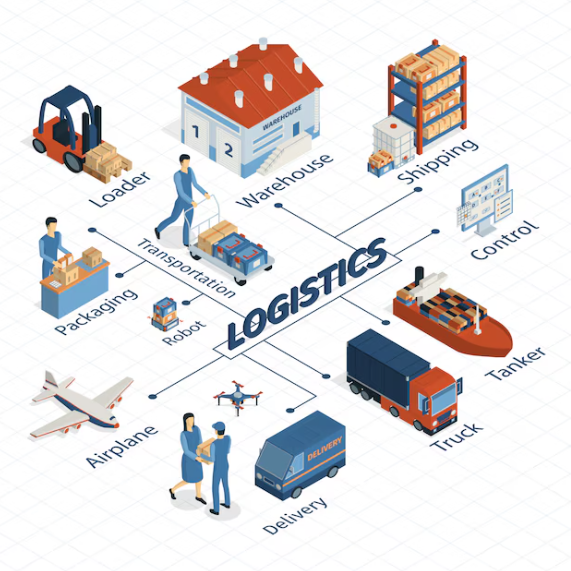 WAREHOUSE
1
2
Loader
Warehouse
Shipping
Control
Transportation
Packaging
Robot
LOGISTICS
Tanker
Airplane
Truck
DELIVERY
Delivery